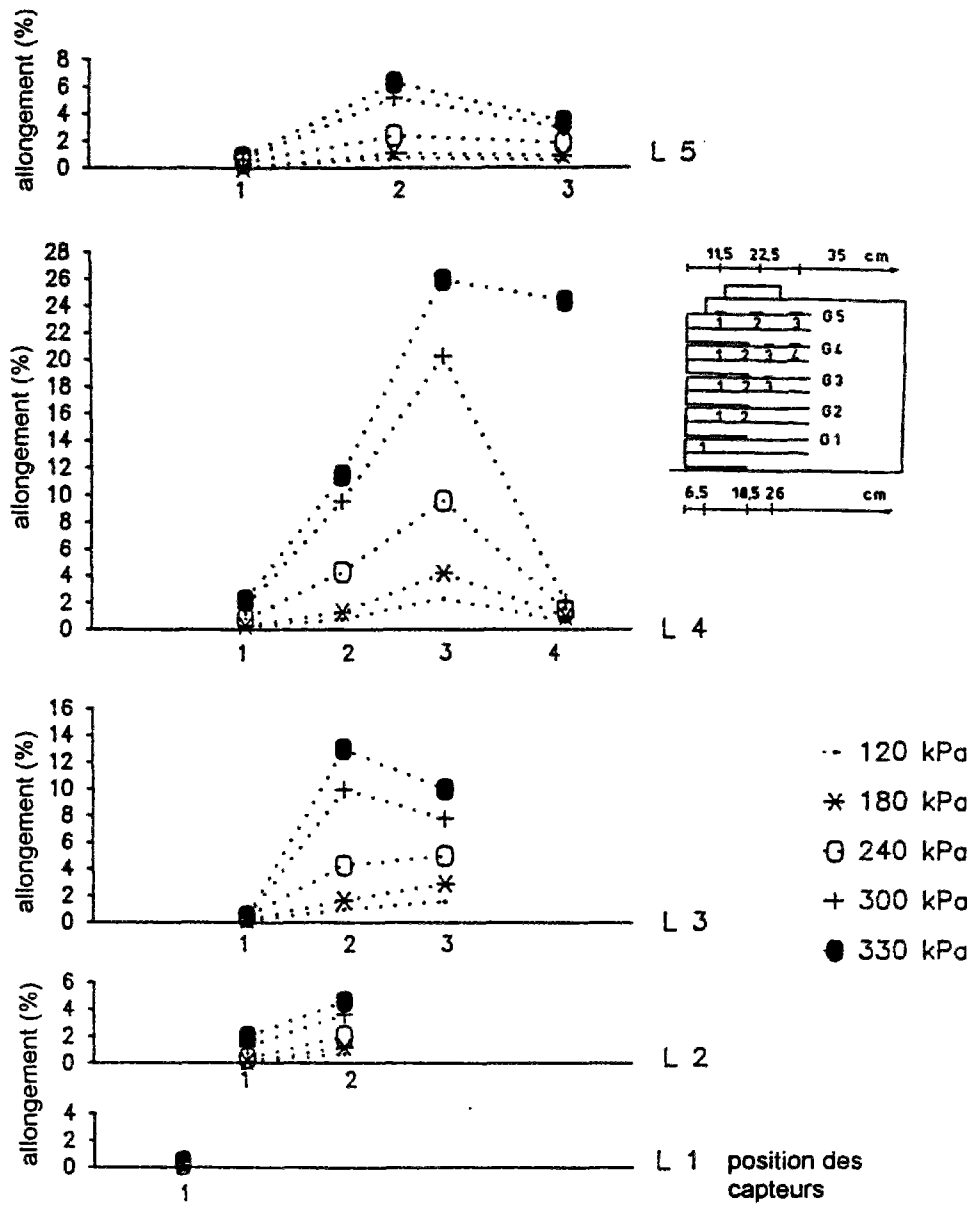 allongement (%)
8
6
4
2
0
1 2 3
L 5
allongement (%)
28
26
24
22
20
18
16
14
12
10
8
6
4
2
0
1 2 3 4
L 4
11,5 22,5 35 cm
1 2 3 G5
1 2 3 4 G4
1 2 3 G3
1 2 G2
1 G1
6,5 18,5 26 cm
allongement (%)
16
14
12
10
8
6
4
2
0
1 2 3
L 3
120 kPa
180 kPa
240 kPa
300 kPa
330 kPa
allongement (%)
6
4
2
0
1 2
L 2
allongement (%)
4
2
0
1
L 1 position des
capteurs